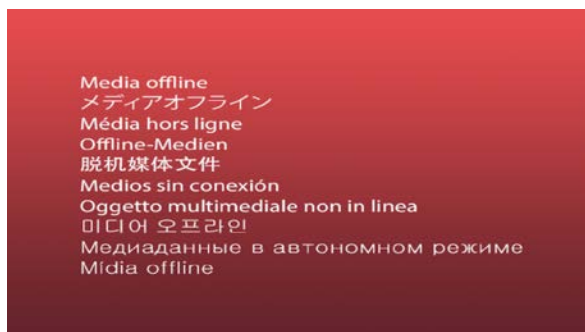 Media offline
メディアオフライン
Média hors ligne
Offline-Medien
脱机媒体文件
Medios sin conexión
Oggetto multimediale non in linea
미디어 오프라인
Медиаданные в автономном режиме
Mídia offline